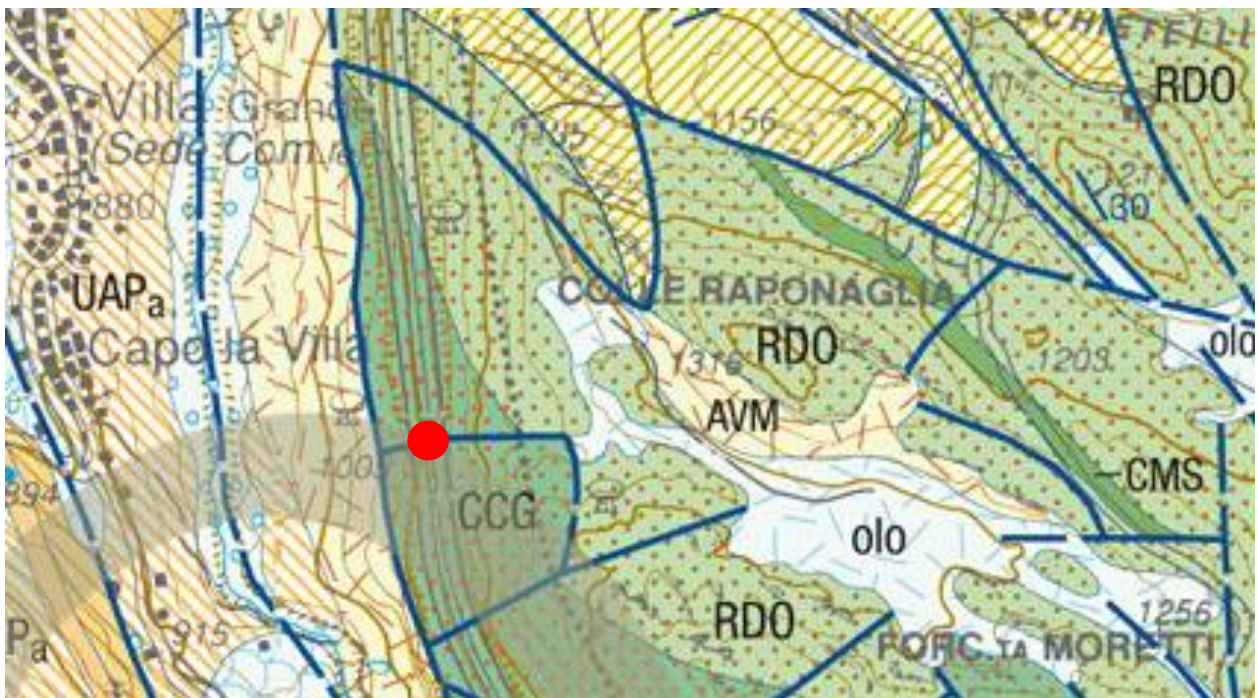 RDO
Villa Grande
(Sede Com.le)
1156
880
30
UAPa
COLLE RAPONAGLIA
RDO
Capo la Villa
1316
1203
olo
AVM
CMS
894
CCG
olo
RDO
1256
915
Pa
FORC.TA MORETTI